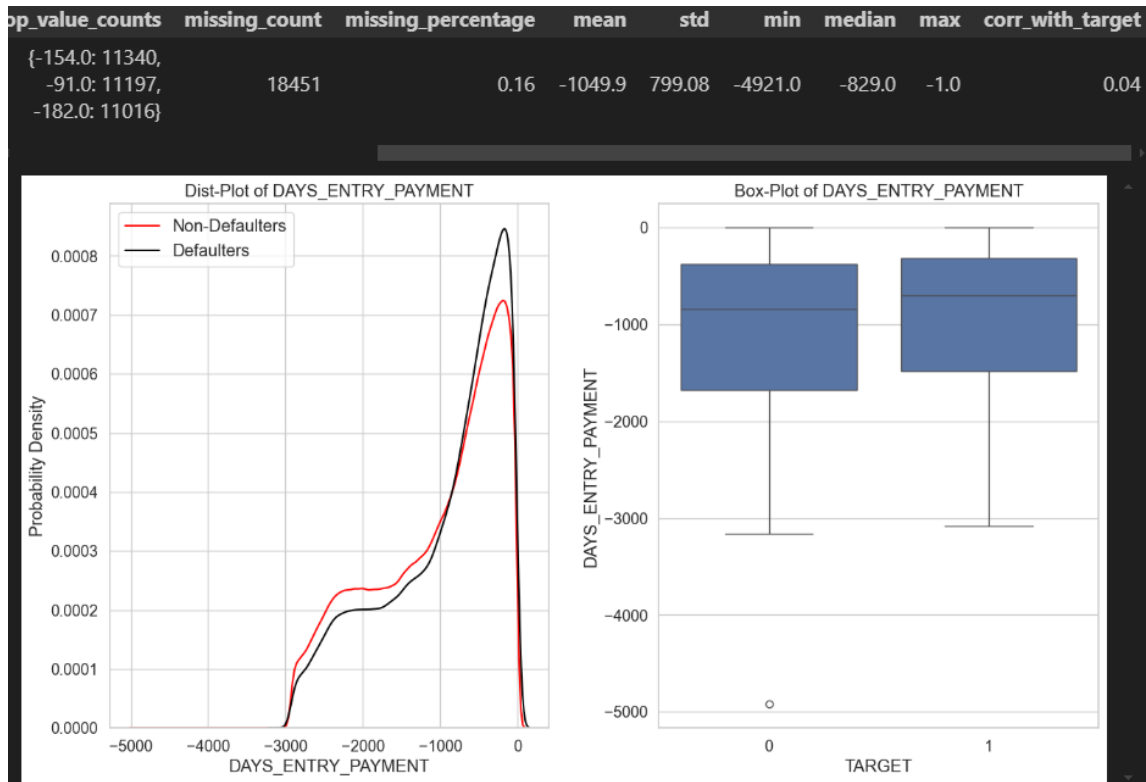 op_value_counts missing_count missing_percentage mean std min median max corr_with_target
{-154.0: 11340,
-91.0: 11197, 18451 0.16 -1049.9 799.08 -4921.0 -829.0 -1.0 0.04
-182.0: 11016}
Dist-Plot of DAYS_ENTRY_PAYMENT
Non-Defaulters
Defaulters
0.0008
0.0007
0.0006
0.0005
0.0004
0.0003
0.0002
0.0001
0.0000
Probability Density
−5000 −4000 −3000 −2000 −1000 0
DAYS_ENTRY_PAYMENT
Box-Plot of DAYS_ENTRY_PAYMENT
0
−1000
−2000
−3000
−4000
−5000
DAYS_ENTRY_PAYMENT
0 1
TARGET